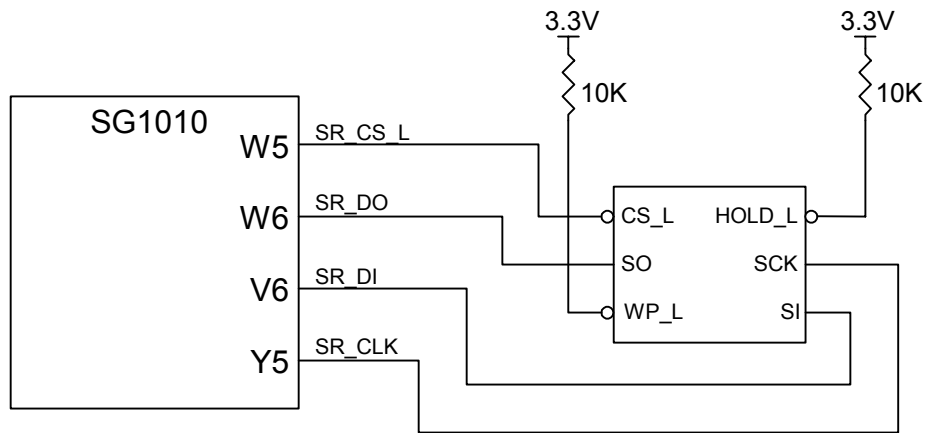 3.3V
3.3V
10K
10K
SG1010
W5
SR_CS_L
W6
SR_DO
V6
SR_DI
Y5
SR_CLK
CS_L
HOLD_L
SO
SCK
WP_L
SI